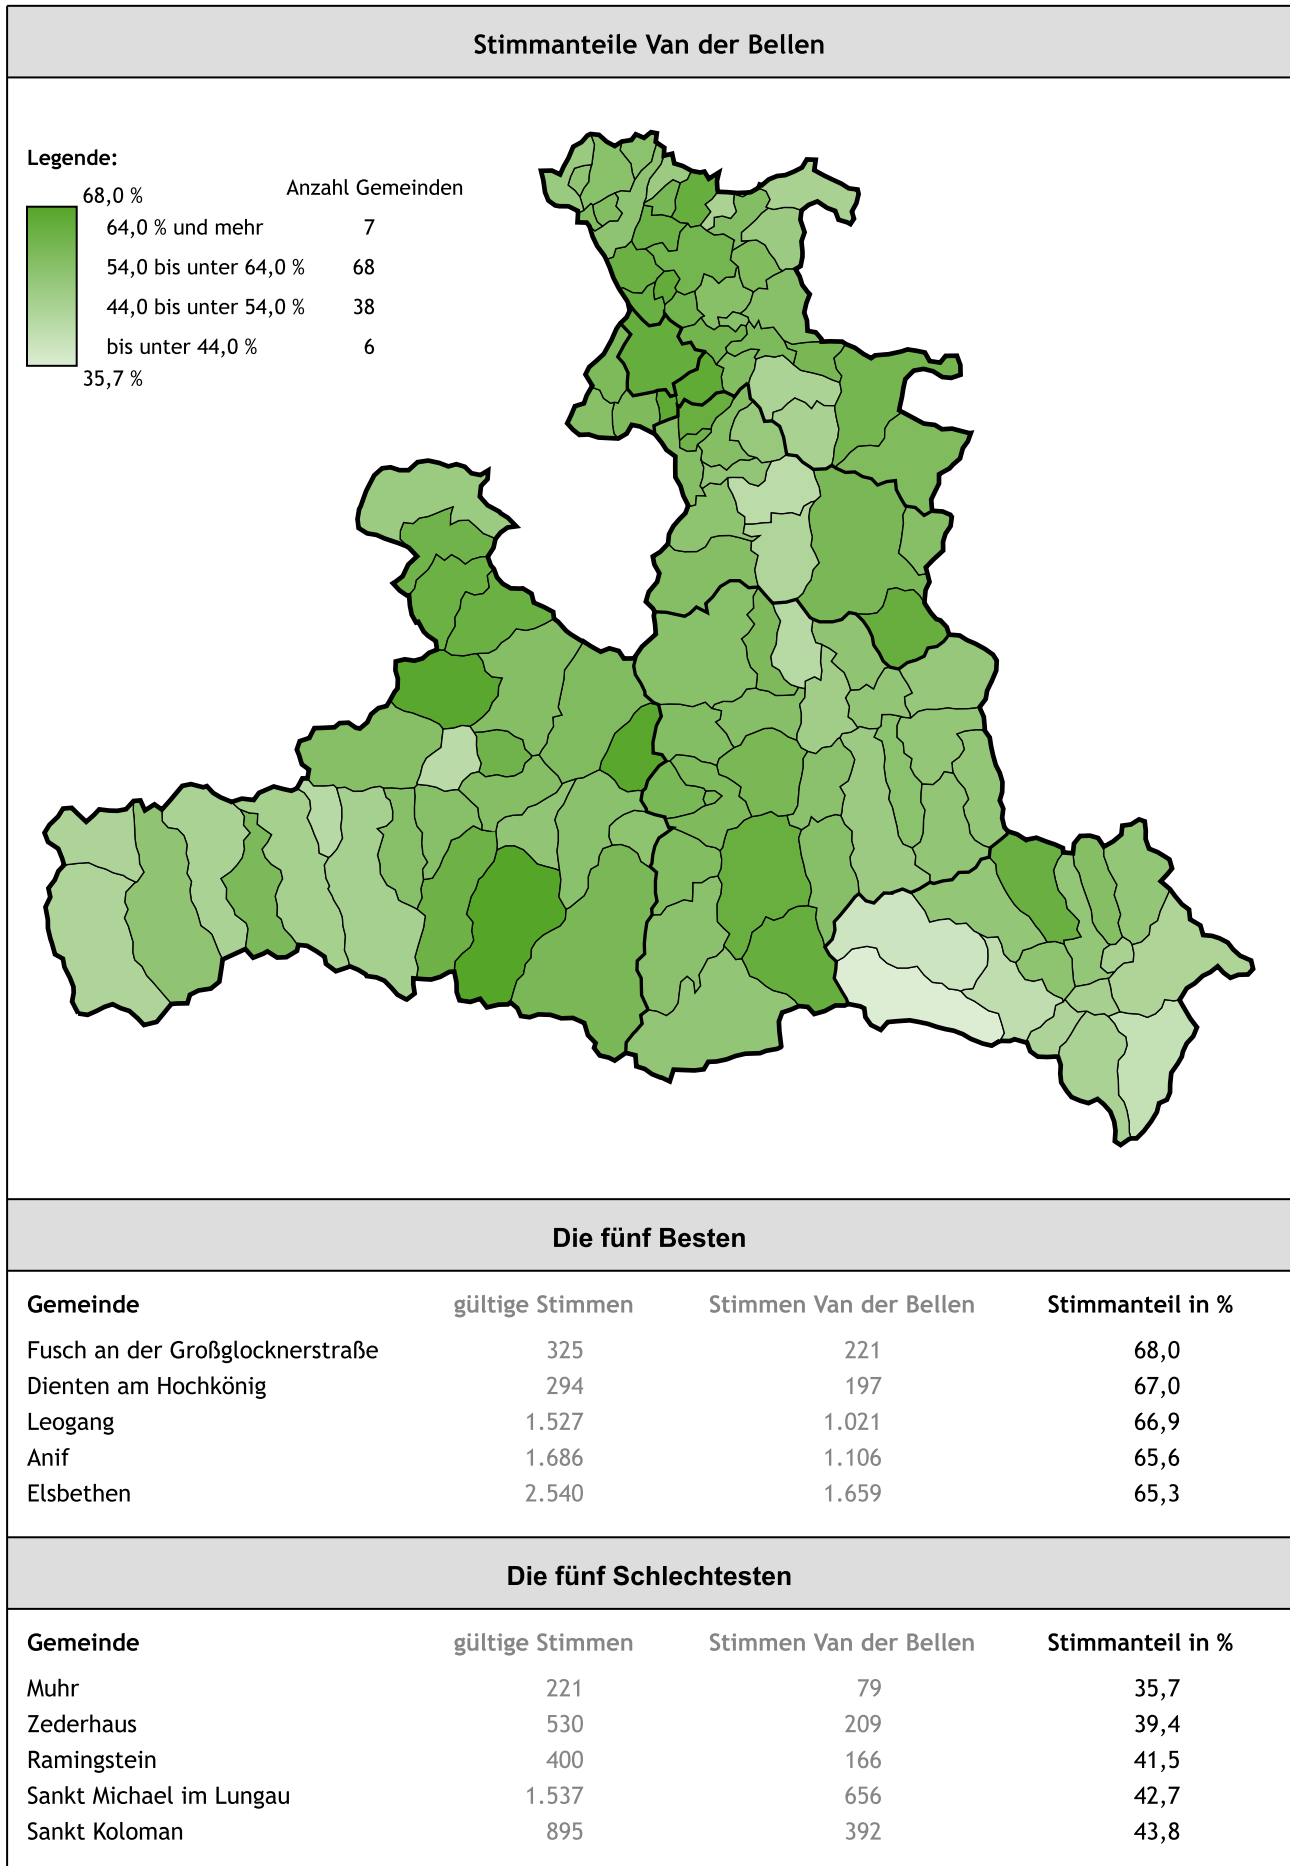 Stimmanteile Van der Bellen
Legende:
Anzahl Gemeinden
68,0 %
64,0 % und mehr 7
54,0 bis unter 64,0 % 68
44,0 bis unter 54,0 % 38
bis unter 44,0 % 6
35,7 %
Die fünf Besten
Gemeinde gültige Stimmen Stimmen Van der Bellen Stimmanteil in %
Fusch an der Großglocknerstraße 325 221 68,0
Dienten am Hochkönig 294 197 67,0
Leogang 1.527 1.021 66,9
Anif 1.686 1.106 65,6
Elsbethen 2.540 1.659 65,3
Die fünf Schlechtesten
Gemeinde gültige Stimmen Stimmen Van der Bellen Stimmanteil in %
Muhr 221 79 35,7
Zederhaus 530 209 39,4
Ramingstein 400 166 41,5
Sankt Michael im Lungau 1.537 656 42,7
Sankt Koloman 895 392 43,8